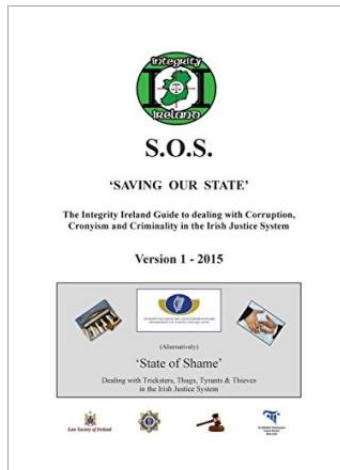 Integrity
Ireland
S.O.S.
'SAVING OUR STATE'
The Integrity Ireland Guide to dealing with Corruption,
Cronyism and Criminality in the Irish Justice System
Version 1 - 2015
(Alternatively)
'State of Shame'
Dealing with Tricksters, Thugs, Tyrants & Thieves
in the Irish Justice System
Law Society of Ireland